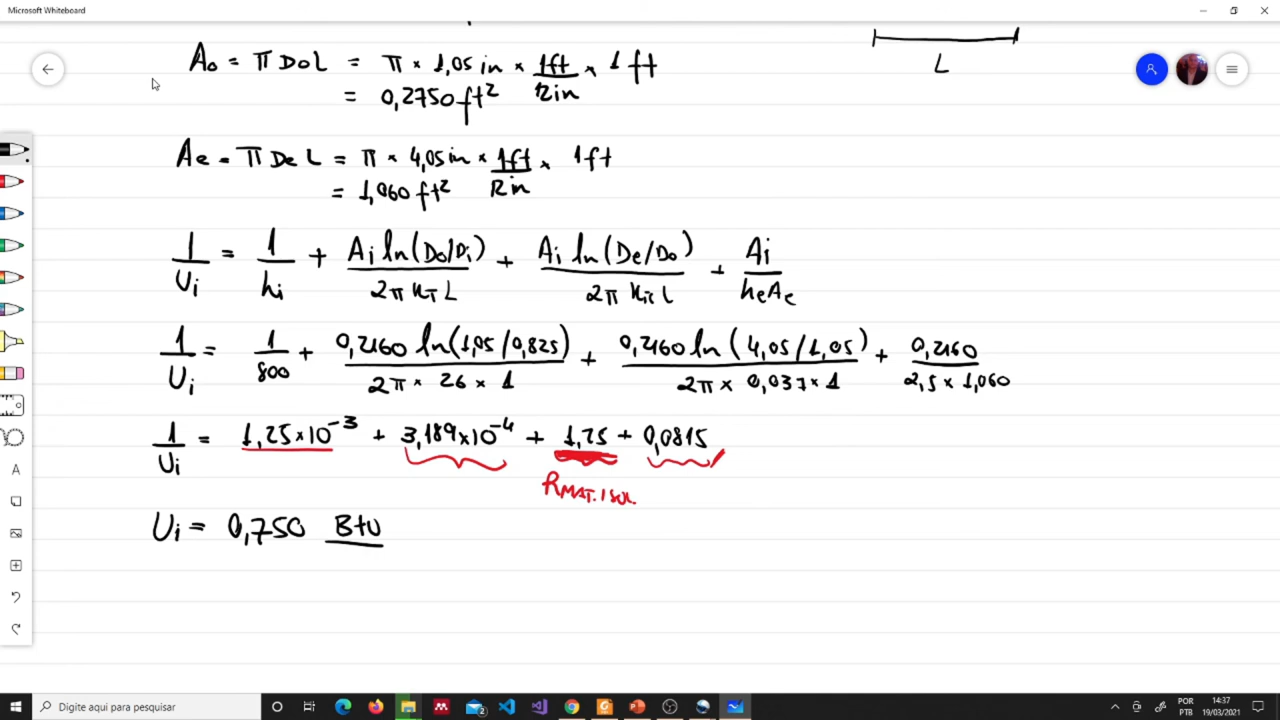 Microsoft Whiteboard
A₀ = π D₀ L = π × 1,05 in × 1ft/12in × 1 ft
= 0,2750 ft²
L
Ae = π De L = π × 4,05 in × 1ft/12in × 1ft
= 1,060 ft²
1/Ui = 1/hi + Ai ln(Do/Di)/2π KT L + Ai ln(De/Do)/2π Kis L + Ai/heAe
1/Ui = 1/800 + 0,2160 ln(1,05/0,825)/2π × 26 × 1 + 0,2160 ln(4,05/1,05)/2π × 0,037 × 1 + 0,2160/2,5 × 1,060
1/Ui = 1,25×10⁻³ + 3,189×10⁻⁴ + 1,25 + 0,0815
RMAT.ISOL.
Ui = 0,750 Btu
A
Digite aqui para pesquisar
2
POR
PTB
14:37
19/03/2021